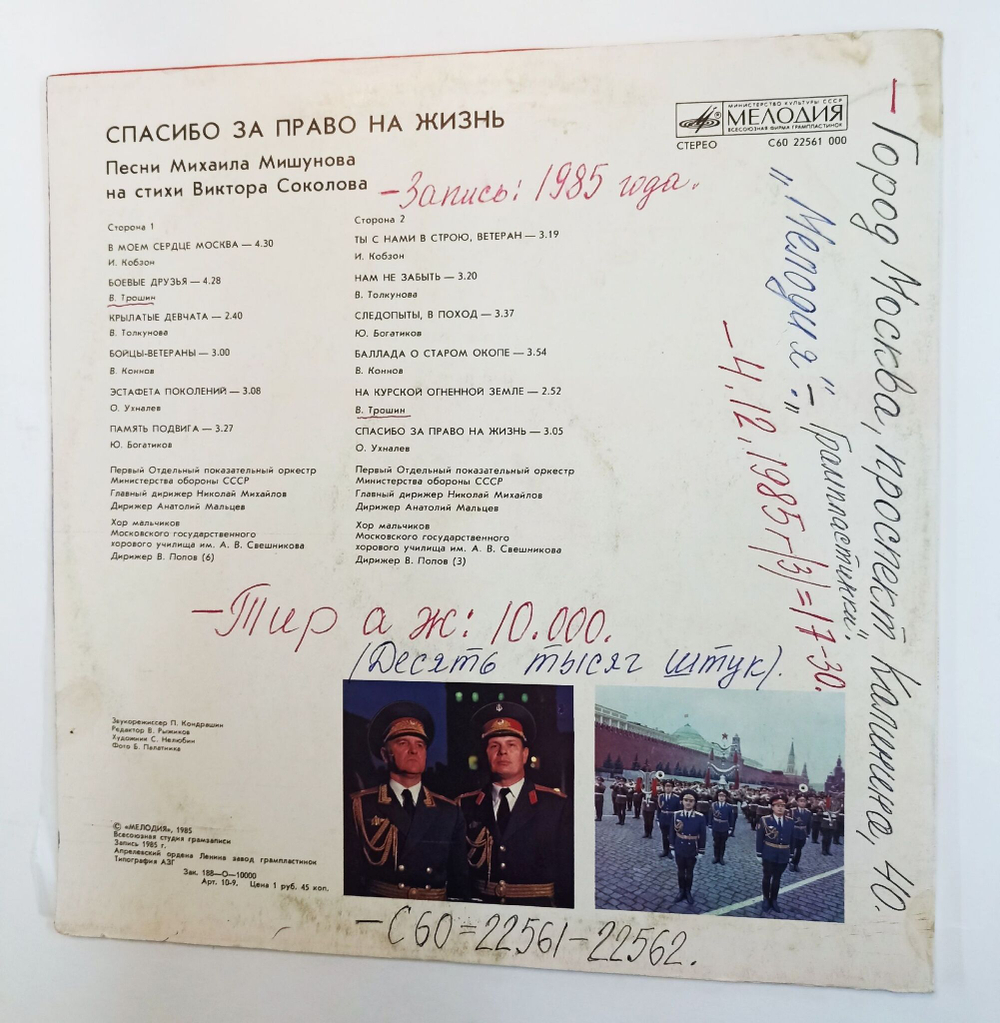 СПАСИБО ЗА ПРАВО НА ЖИЗНЬ
Песни Михаила Мишунова
на стихи Виктора Соколова
– Запись: 1985 года.
МИНИСТЕРСТВО КУЛЬТУРЫ СССР
МЕЛОДИЯ
ВСЕСОЮЗНАЯ ФИРМА ГРАМПЛАСТИНОК
СТЕРЕО
С60 22561 000
Сторона 1
В МОЕМ СЕРДЦЕ МОСКВА — 4.30
И. Кобзон
БОЕВЫЕ ДРУЗЬЯ — 4.28
В. Трошин
КРЫЛАТЫЕ ДЕВЧАТА — 2.40
В. Толкунова
БОЙЦЫ-ВЕТЕРАНЫ — 3.00
В. Коннов
ЭСТАФЕТА ПОКОЛЕНИЙ — 3.08
О. Ухналев
ПАМЯТЬ ПОДВИГА — 3.27
Ю. Богатиков
Первый Отдельный показательный оркестр
Министерства обороны СССР
Главный дирижер Николай Михайлов
Дирижер Анатолий Мальцев
Хор мальчиков
Московского государственного
хорового училища им. А. В. Свешникова
Дирижер В. Попов (6)
Сторона 2
ТЫ С НАМИ В СТРОЮ, ВЕТЕРАН — 3.19
И. Кобзон
НАМ НЕ ЗАБЫТЬ — 3.20
В. Толкунова
СЛЕДОПЫТЫ, В ПОХОД — 3.37
Ю. Богатиков
БАЛЛАДА О СТАРОМ ОКОПЕ — 3.54
В. Коннов
НА КУРСКОЙ ОГНЕННОЙ ЗЕМЛЕ — 2.52
В. Трошин
СПАСИБО ЗА ПРАВО НА ЖИЗНЬ — 3.05
О. Ухналев
Первый Отдельный показательный оркестр
Министерства обороны СССР
Главный дирижер Николай Михайлов
Дирижер Анатолий Мальцев
Хор мальчиков
Московского государственного
хорового училища им. А. В. Свешникова
Дирижер В. Попов (3)
– Город Москва, проспект Калинина, 40.
„Мелодия" =
„Грампластинки".
– 4.12.1985 г (3) = 17-30.
– Тир а ж: 10.000.
(Десять тысяч штук).
Звукорежиссер П. Кондрашин
Редактор В. Рыжиков
Художник С. Нелюбин
Фото Б. Палатника
© «МЕЛОДИЯ», 1985
Всесоюзная студия грамзаписи
Запись 1985 г.
Апрелевский ордена Ленина завод грампластинок
Типография АЗГ
Зак. 188—О—10000
Арт. 10-9. Цена 1 руб. 45 коп.
– С60 = 22561–22562.